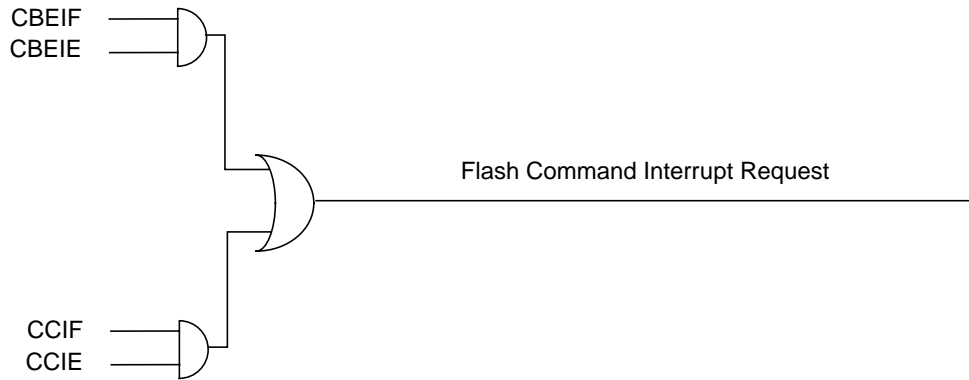 CBEIF
CBEIE
Flash Command Interrupt Request
CCIF
CCIE